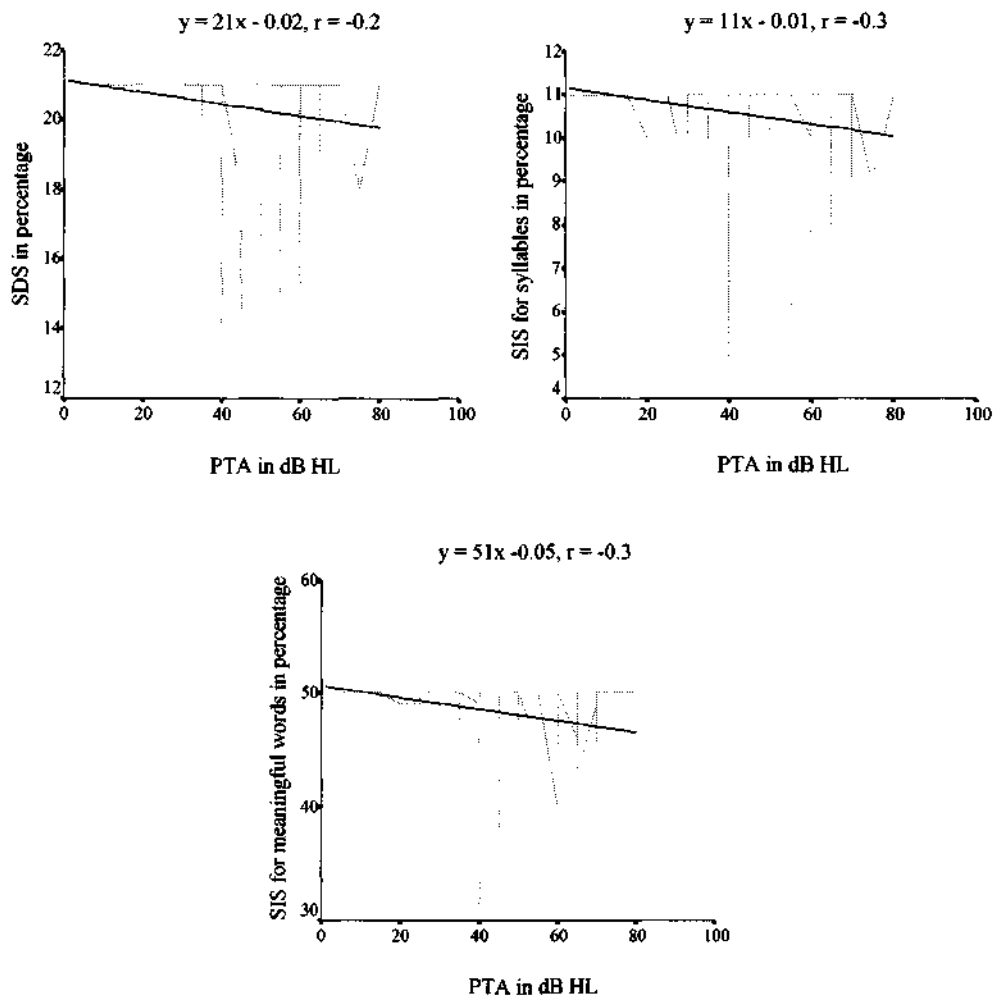 y = 21x - 0.02, r = -0.2
22
20
18
16
14
12
SDS in percentage
0 20 40 60 80 100
PTA in dB HL
y = 11x - 0.01, r = -0.3
12
11
10
9
8
7
6
5
4
SIS for syllables in percentage
0 20 40 60 80 100
PTA in dB HL
y = 51x -0.05, r = -0.3
60
50
40
30
SIS for meaningful words in percentage
0 20 40 60 80 100
PTA in dB HL